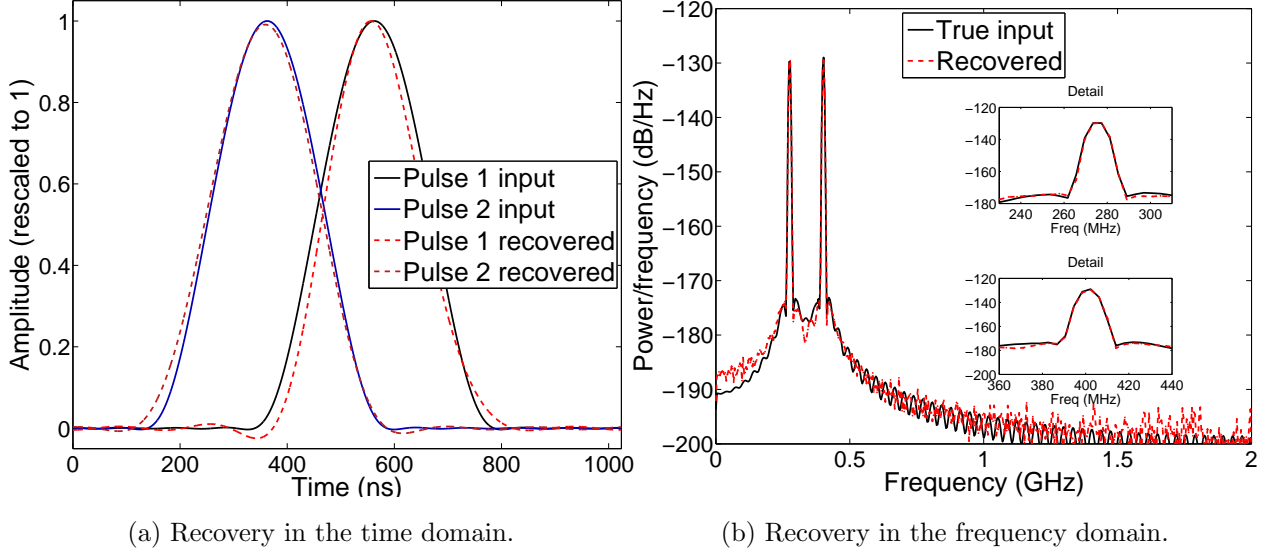 Amplitude (rescaled to 1)
1
0.8
0.6
0.4
0.2
0
0
200
400
600
800
1000
Time (ns)
Pulse 1 input
Pulse 2 input
Pulse 1 recovered
Pulse 2 recovered
(a) Recovery in the time domain.
Power/frequency (dB/Hz)
−120
−130
−140
−150
−160
−170
−180
−190
−200
0
0.5
1
1.5
2
Frequency (GHz)
True input
Recovered
Detail
−120
−140
−160
−180
240
260
280
300
Freq (MHz)
Detail
−120
−140
−160
−180
−200
360
380
400
420
440
Freq (MHz)
(b) Recovery in the frequency domain.